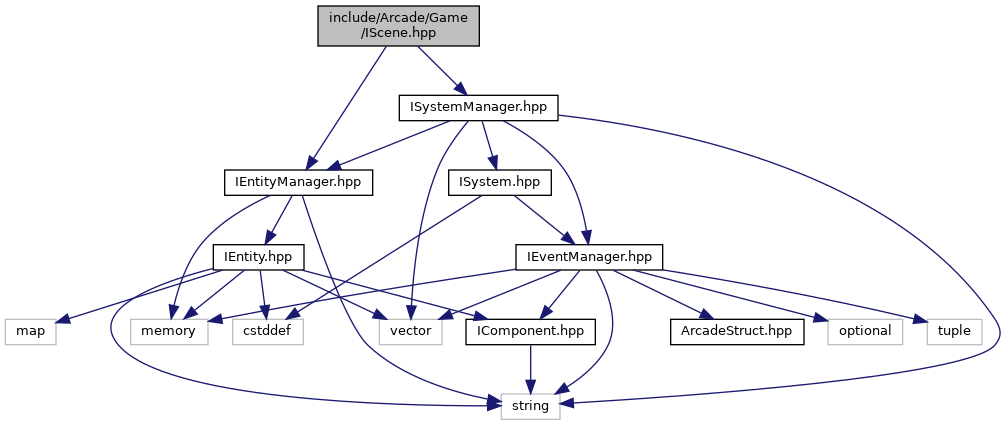 include/Arcade/Game
/IScene.hpp
ISystemManager.hpp
IEntityManager.hpp
ISystem.hpp
IEntity.hpp
IEventManager.hpp
map
memory
cstddef
vector
IComponent.hpp
ArcadeStruct.hpp
optional
tuple
string